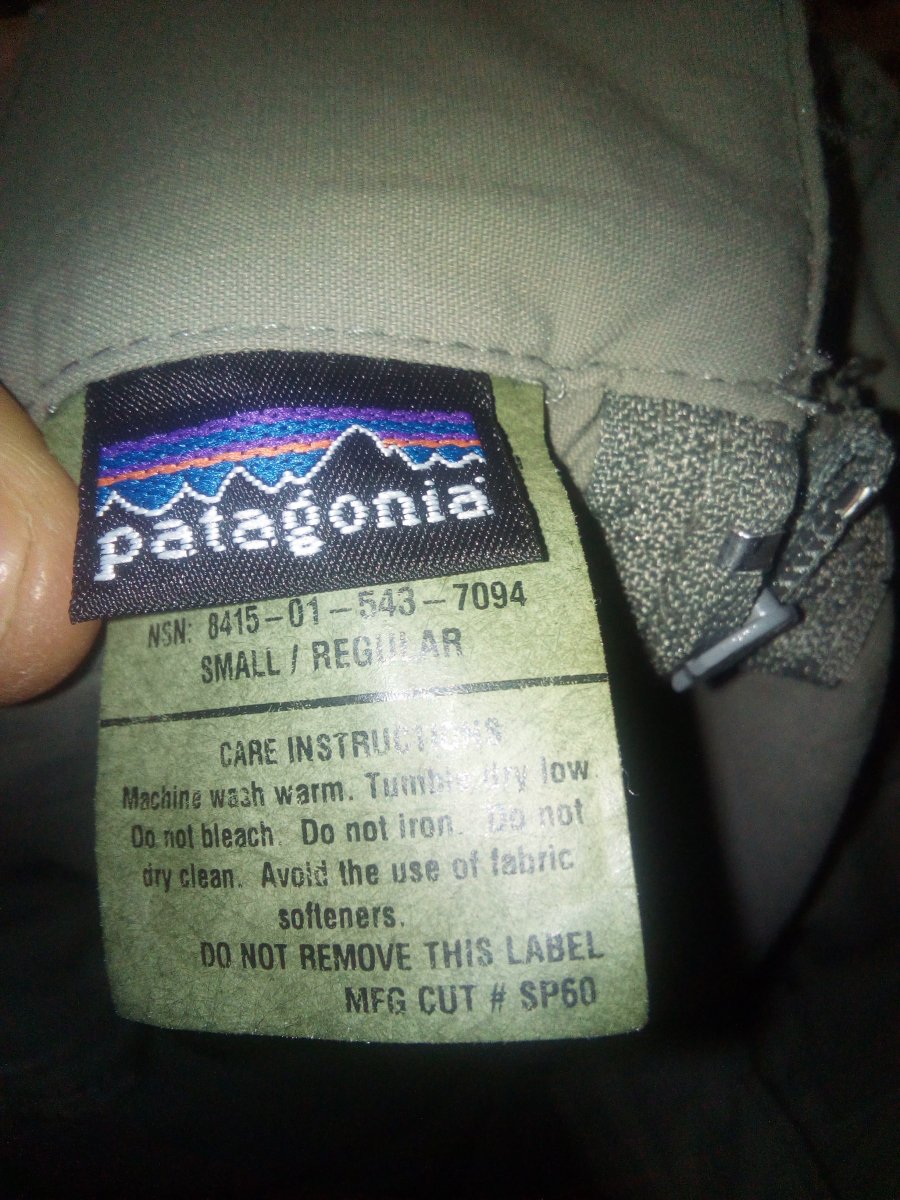 patagonia
NSN: 8415-01-543-7094
SMALL / REGULAR
CARE INSTRUCTIONS
Machine wash warm. Tumble dry low.
Do not bleach. Do not iron. Do not
dry clean. Avoid the use of fabric
softeners.
DO NOT REMOVE THIS LABEL
MFG CUT # SP60